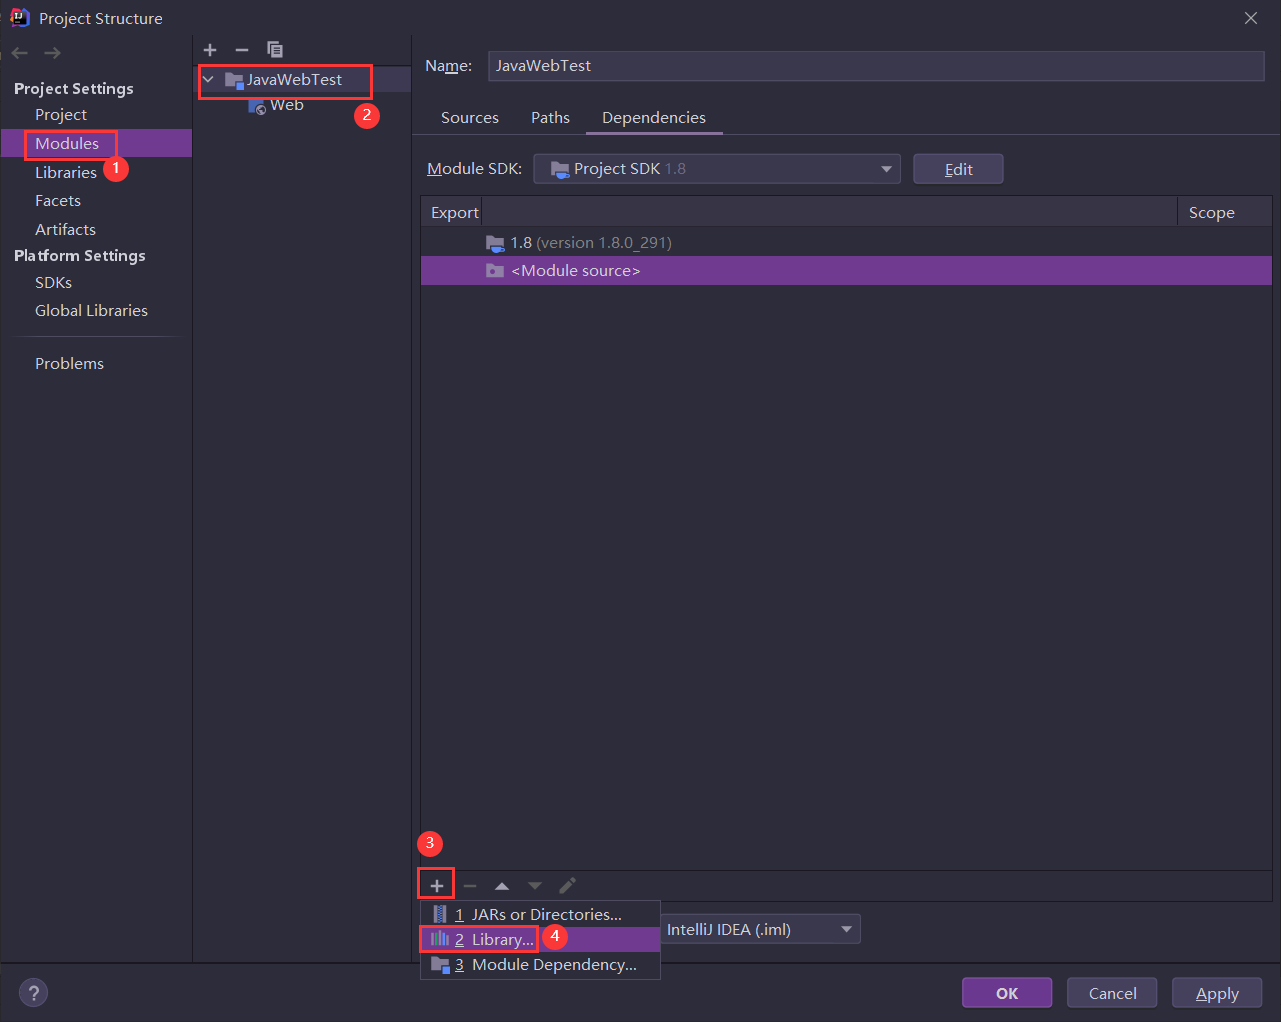 Project Structure
Project Settings
Project
Modules
1
Libraries
Facets
Artifacts
Platform Settings
SDKs
Global Libraries
Problems
JavaWebTest
2
Web
Name: JavaWebTest
Sources Paths Dependencies
Module SDK: Project SDK 1.8 Edit
Export Scope
1.8 (version 1.8.0_291)
<Module source>
3
1 JARs or Directories...
2 Library...
4
3 Module Dependency...
IntelliJ IDEA (.iml)
? OK Cancel Apply